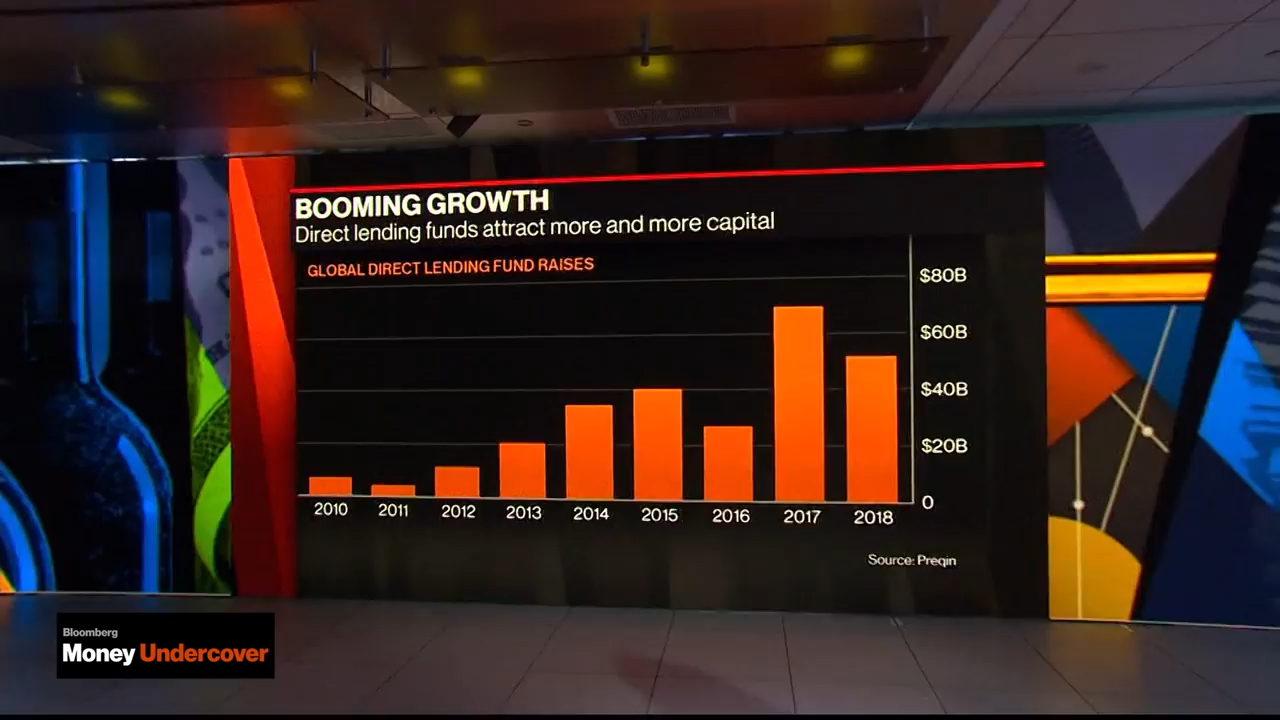 BOOMING GROWTH
Direct lending funds attract more and more capital
GLOBAL DIRECT LENDING FUND RAISES
$80B
$60B
$40B
$20B
0
2010 2011 2012 2013 2014 2015 2016 2017 2018
Source: Preqin
Bloomberg
Money Undercover